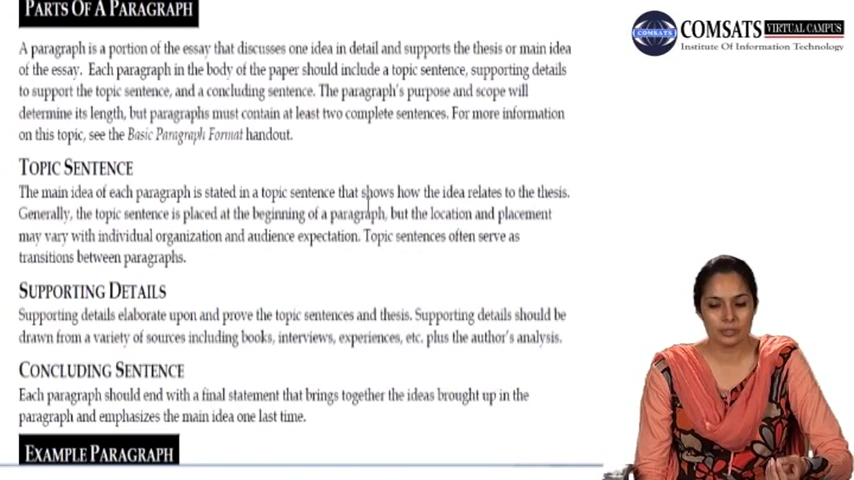 PARTS OF A PARAGRAPH
A paragraph is a portion of the essay that discusses one idea in detail and supports the thesis or main idea
of the essay. Each paragraph in the body of the paper should include a topic sentence, supporting details
to support the topic sentence, and a concluding sentence. The paragraph's purpose and scope will
determine its length, but paragraphs must contain at least two complete sentences. For more information
on this topic, see the Basic Paragraph Format handout.
TOPIC SENTENCE
The main idea of each paragraph is stated in a topic sentence that shows how the idea relates to the thesis.
Generally, the topic sentence is placed at the beginning of a paragraph, but the location and placement
may vary with individual organization and audience expectation. Topic sentences often serve as
transitions between paragraphs.
SUPPORTING DETAILS
Supporting details elaborate upon and prove the topic sentences and thesis. Supporting details should be
drawn from a variety of sources including books, interviews, experiences, etc. plus the author's analysis.
CONCLUDING SENTENCE
Each paragraph should end with a final statement that brings together the ideas brought up in the
paragraph and emphasizes the main idea one last time.
EXAMPLE PARAGRAPH
COMSATS
COMSATS VIRTUAL CAMPUS
Institute Of Information Technology